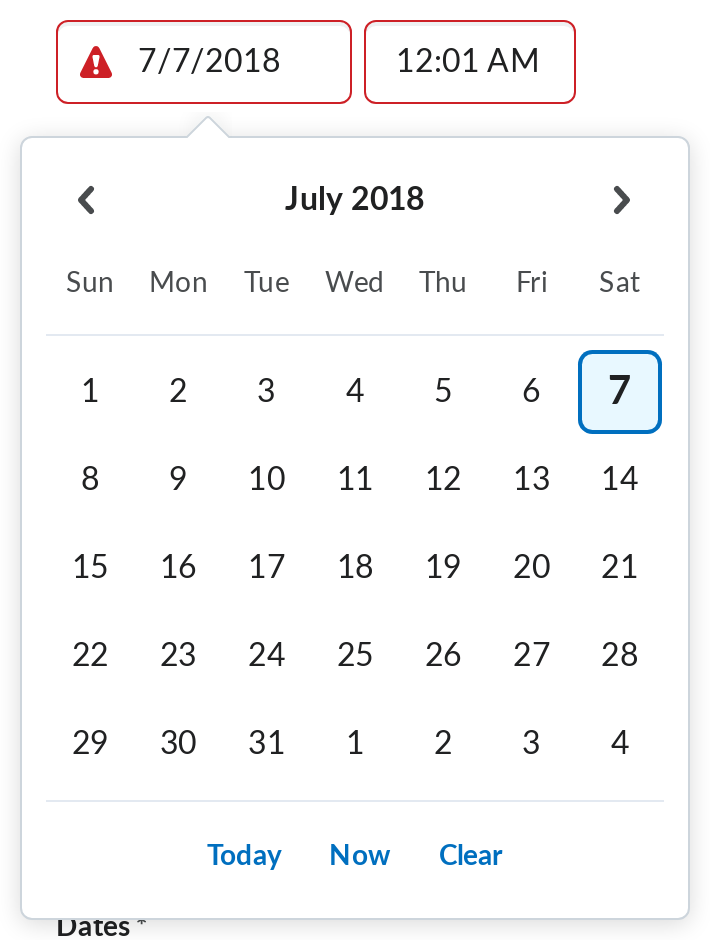 7/7/2018 12:01 AM
July 2018
Sun Mon Tue Wed Thu Fri Sat
1 2 3 4 5 6 7
8 9 10 11 12 13 14
15 16 17 18 19 20 21
22 23 24 25 26 27 28
29 30 31 1 2 3 4
Today Now Clear
Dates *